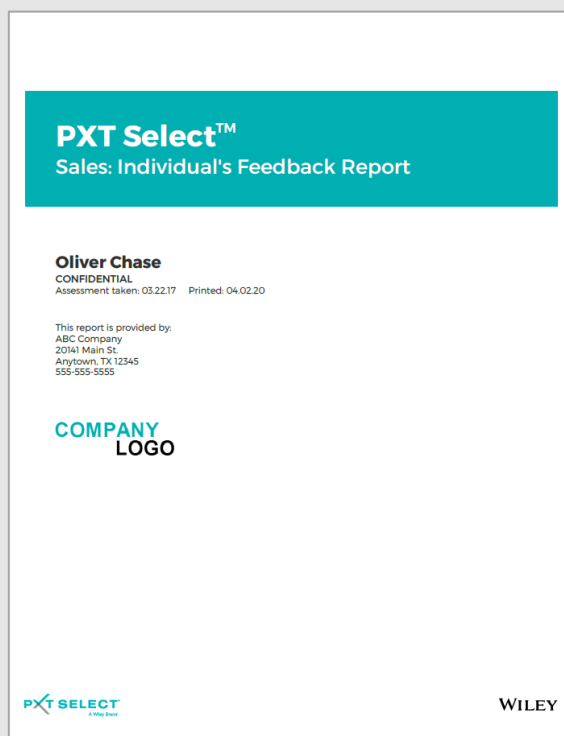 PXT Select™
Sales: Individual's Feedback Report
Oliver Chase
CONFIDENTIAL
Assessment taken: 03.22.17 Printed: 04.02.20
This report is provided by:
ABC Company
20141 Main St.
Anytown, TX 12345
555-555-5555
COMPANY
LOGO
PXT SELECT
A Wiley Brand
WILEY